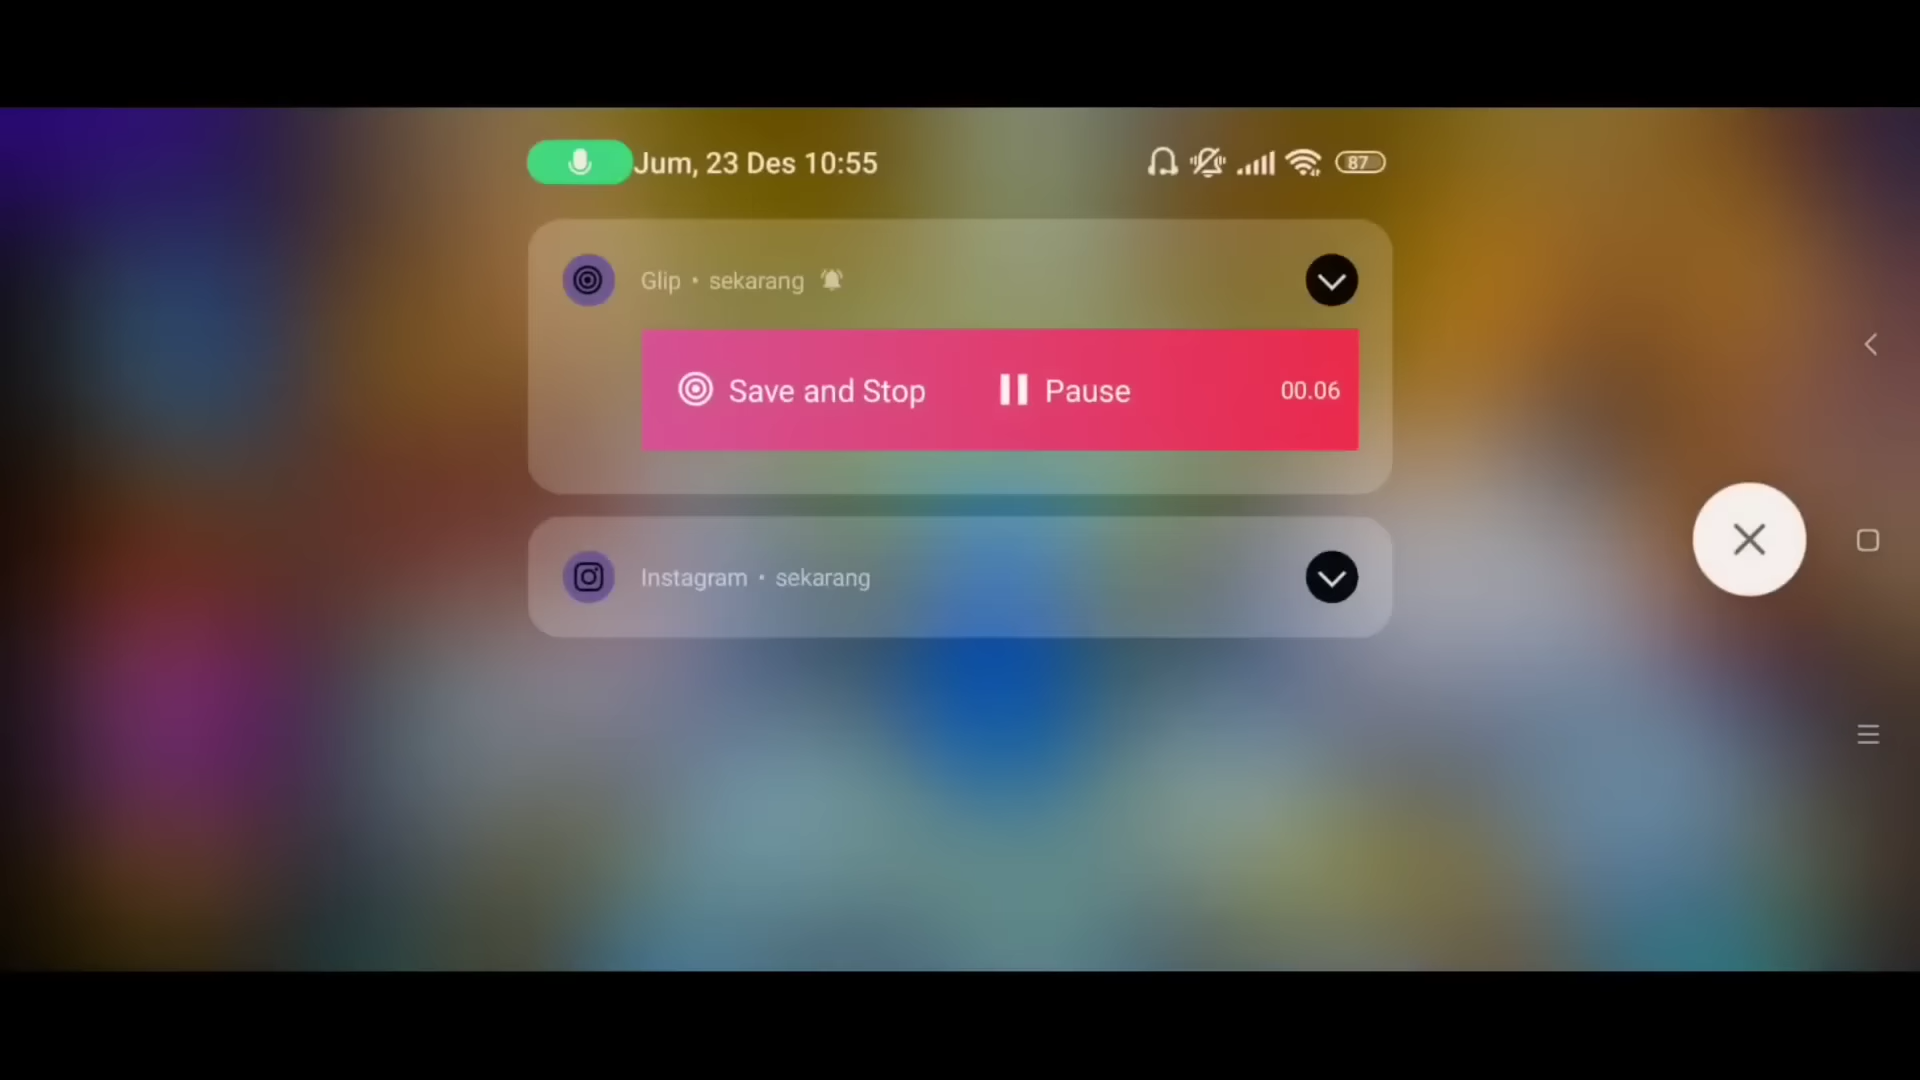 Jum, 23 Des 10:55
87
Glip • sekarang
Save and Stop
Pause
00.06
Instagram • sekarang